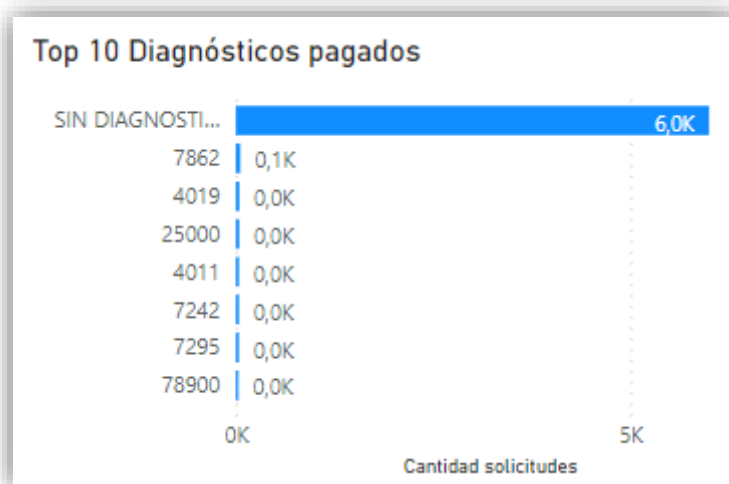 Top 10 Diagnósticos pagados
SIN DIAGNOSTI... 6,0K
7862 0,1K
4019 0,0K
25000 0,0K
4011 0,0K
7242 0,0K
7295 0,0K
78900 0,0K
0K 5K
Cantidad solicitudes